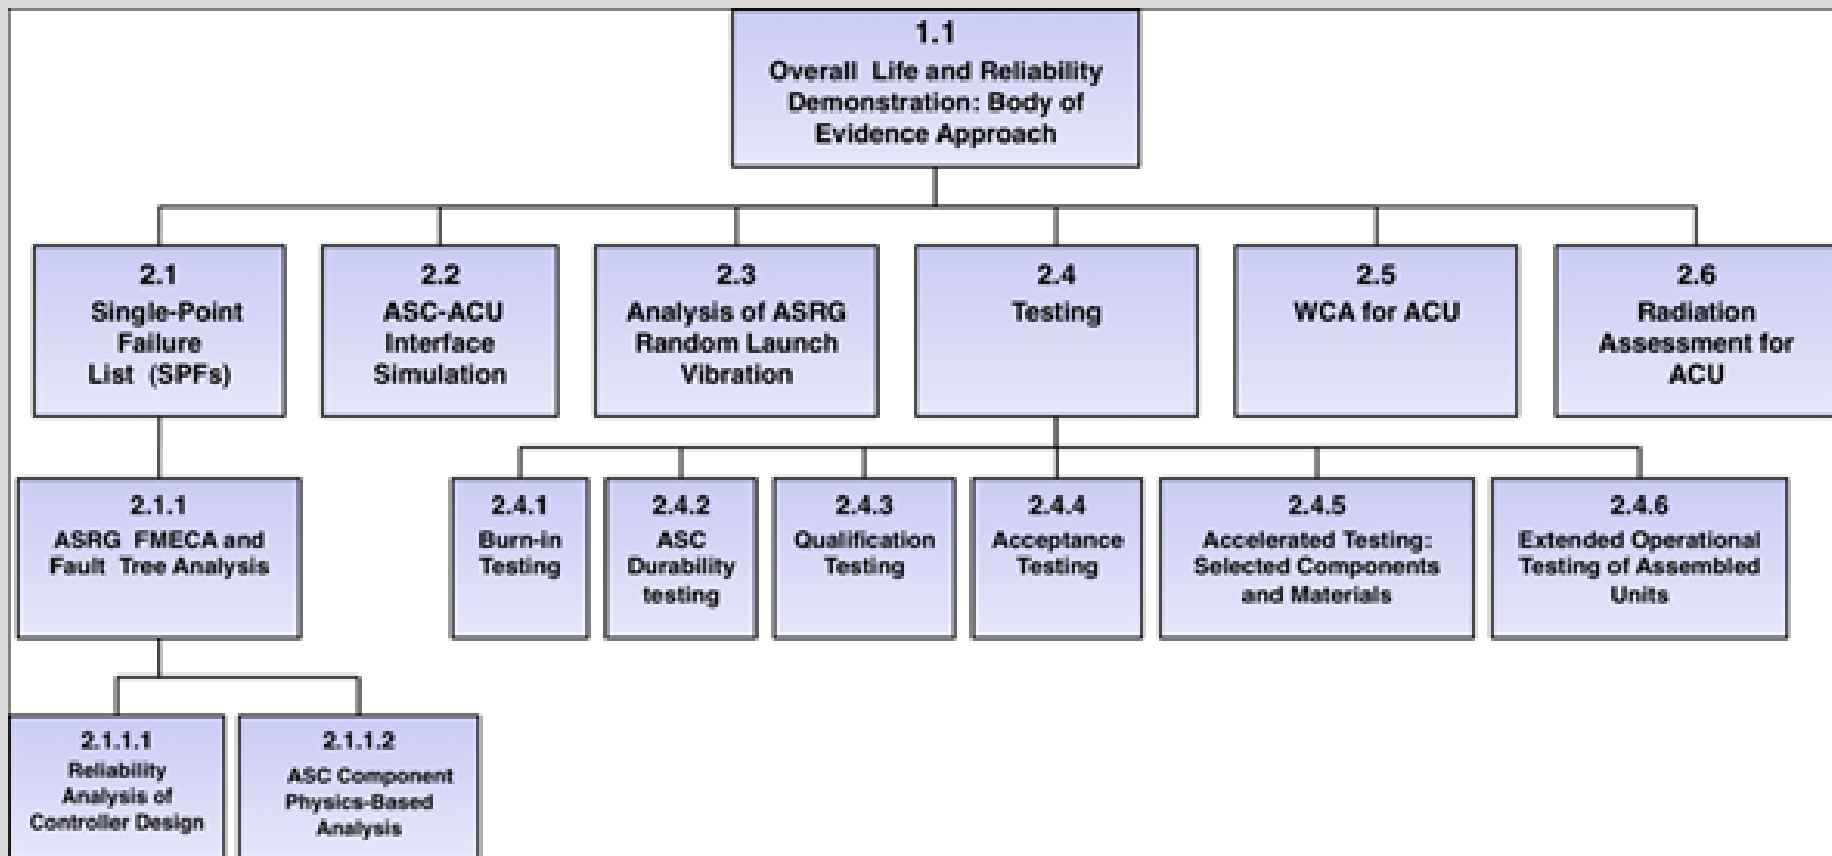 1.1
Overall Life and Reliability
Demonstration: Body of
Evidence Approach
2.1
Single-Point
Failure
List (SPFs)
2.2
ASC-ACU
Interface
Simulation
2.3
Analysis of ASRG
Random Launch
Vibration
2.4
Testing
2.5
WCA for ACU
2.6
Radiation
Assessment for
ACU
2.1.1
ASRG FMECA and
Fault Tree Analysis
2.4.1
Burn-in
Testing
2.4.2
ASC
Durability
testing
2.4.3
Qualification
Testing
2.4.4
Acceptance
Testing
2.4.5
Accelerated Testing:
Selected Components
and Materials
2.4.6
Extended Operational
Testing of Assembled
Units
2.1.1.1
Reliability
Analysis of
Controller Design
2.1.1.2
ASC Component
Physics-Based
Analysis